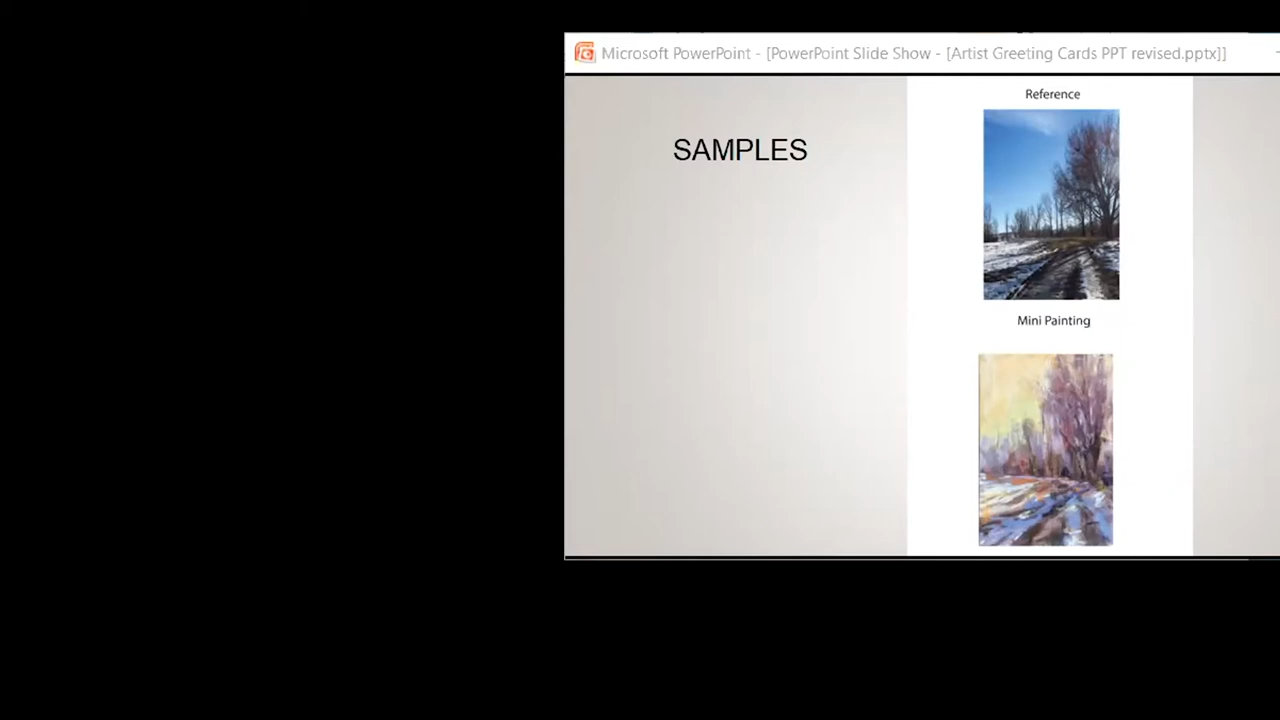 Microsoft PowerPoint - [PowerPoint Slide Show - [Artist Greeting Cards PPT revised.pptx]]
SAMPLES
Reference
Mini Painting